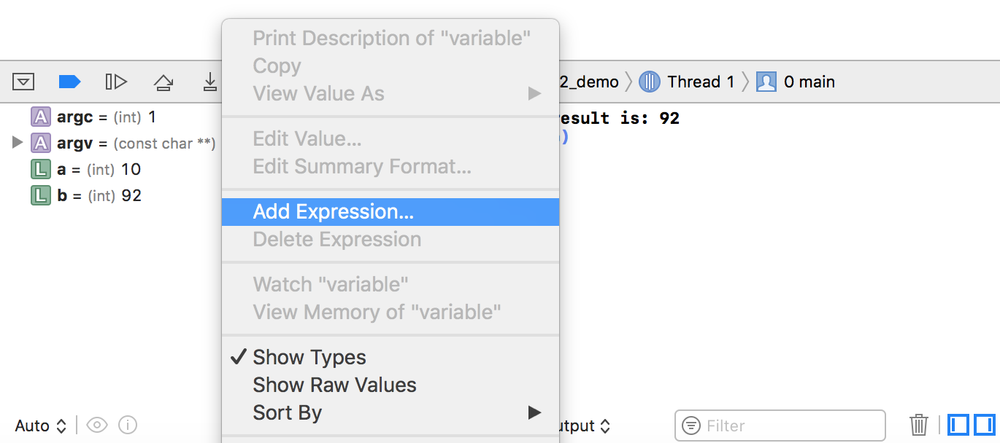 Print Description of "variable"
Copy
View Value As
Edit Value...
Edit Summary Format...
Add Expression...
Delete Expression
Watch "variable"
View Memory of "variable"
✓ Show Types
Show Raw Values
Sort By
2_demo 〉 Thread 1 〉 0 main
A argc = (int) 1
A argv = (const char **)
L a = (int) 10
L b = (int) 92
esult is: 92
)
Auto
utput
Filter